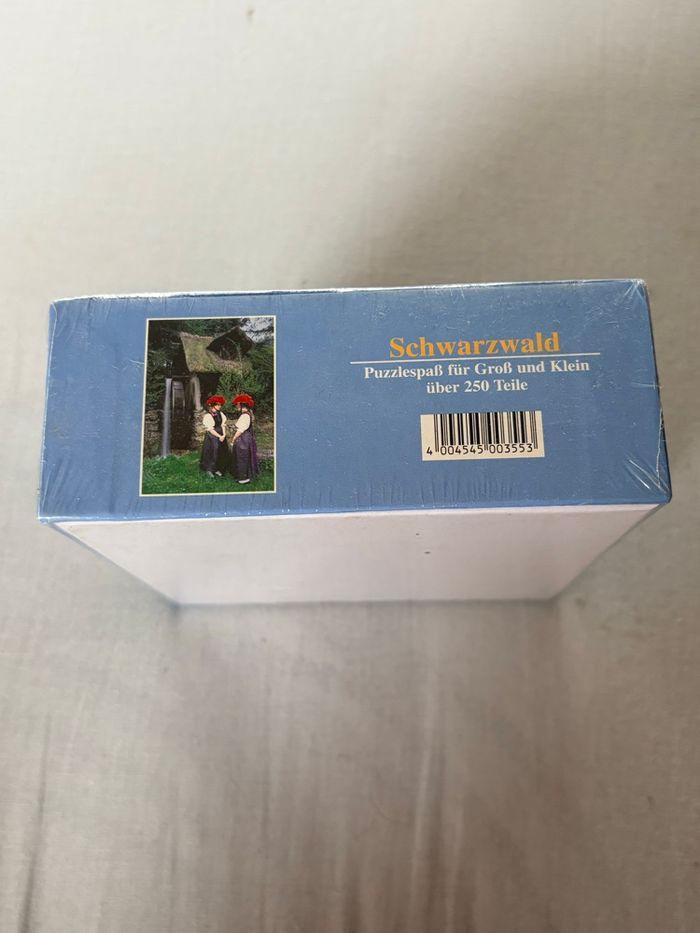 Schwarzwald
Puzzlespaß für Groß und Klein
über 250 Teile
4 004545 003553